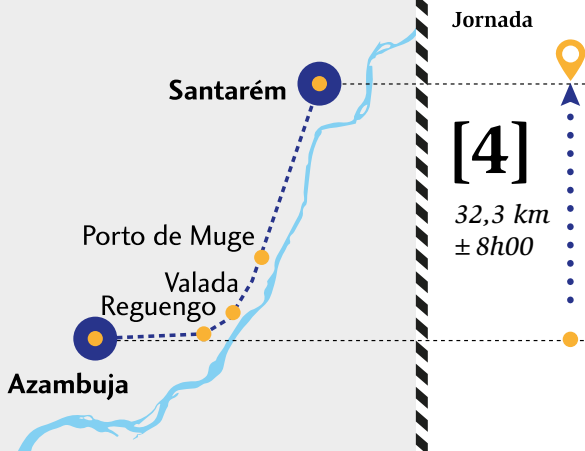 Jornada
Santarém
[4]
32,3 km
± 8h00
Porto de Muge
Valada
Reguengo
Azambuja